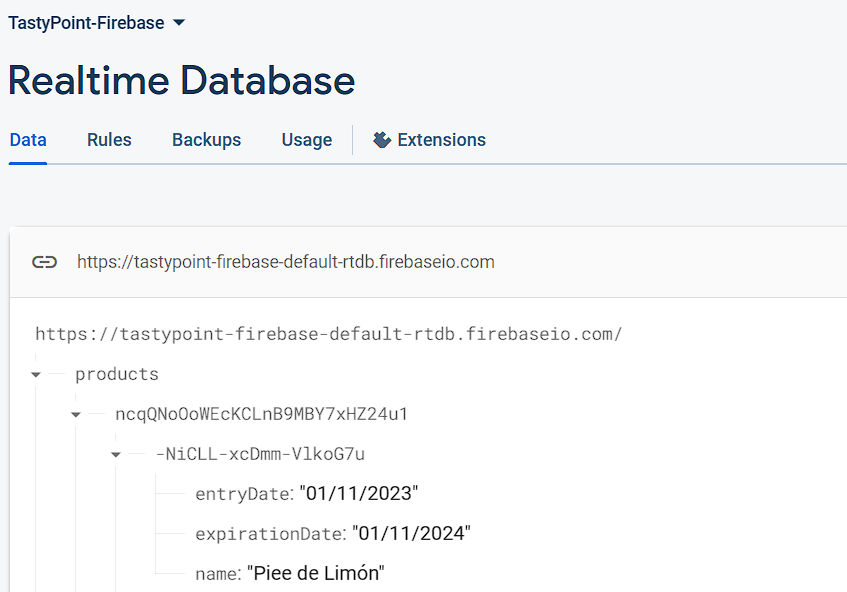 TastyPoint-Firebase
Realtime Database
Data Rules Backups Usage Extensions
https://tastypoint-firebase-default-rtdb.firebaseio.com
https://tastypoint-firebase-default-rtdb.firebaseio.com/
products
ncqQNoOoWEcKCLnB9MBY7xHZ24u1
-NiCLL-xcDmm-VlkoG7u
entryDate: "01/11/2023"
expirationDate: "01/11/2024"
name: "Piee de Limón"